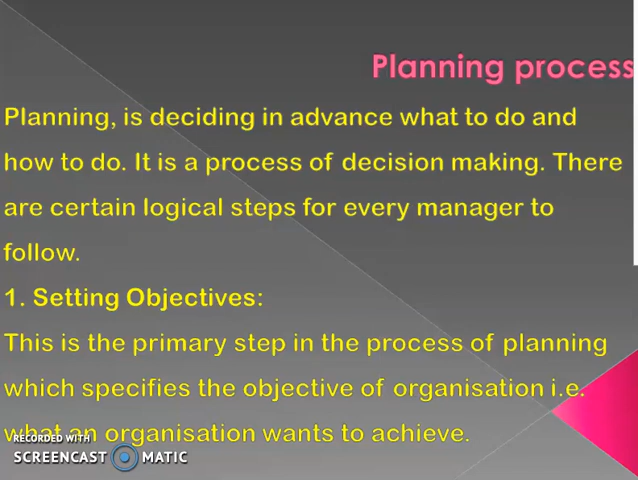 Planning process
Planning, is deciding in advance what to do and
how to do. It is a process of decision making. There
are certain logical steps for every manager to
follow.
1. Setting Objectives:
This is the primary step in the process of planning
which specifies the objective of organisation i.e.
what an organisation wants to achieve.
RECORDED WITH
SCREENCAST MATIC